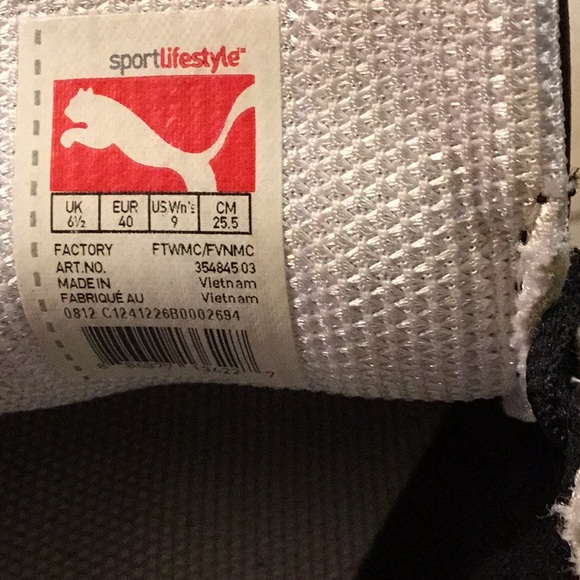 sportlifestyle™
UK EUR US Wn's CM
6½ 40 9 25.5
FACTORY FTWMC/FVNMC
ART.NO. 354845 03
MADE IN Vietnam
FABRIQUÉ AU Vietnam
0812 C1241226B0002694